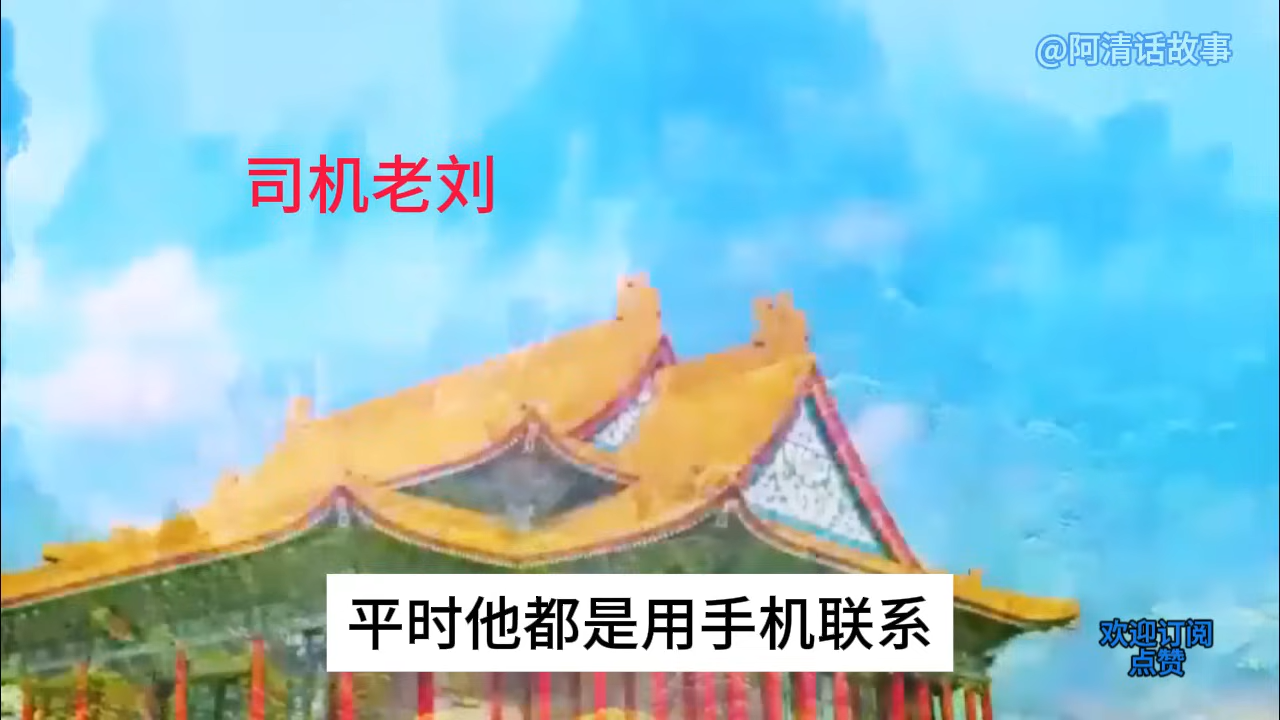 @阿清话故事
司机老刘
平时他都是用手机联系
欢迎订阅
点赞